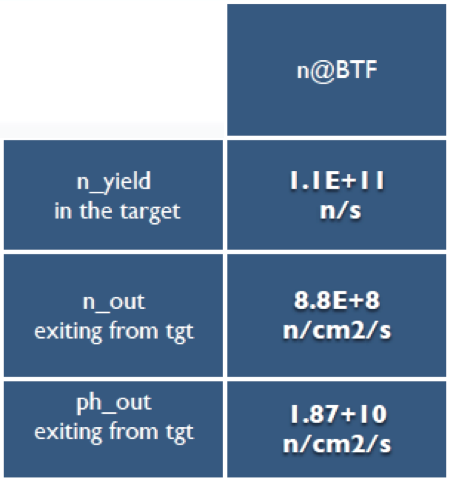 n@BTF
n_yield
in the target
1.1E+11
n/s
n_out
exiting from tgt
8.8E+8
n/cm2/s
ph_out
exiting from tgt
1.87+10
n/cm2/s